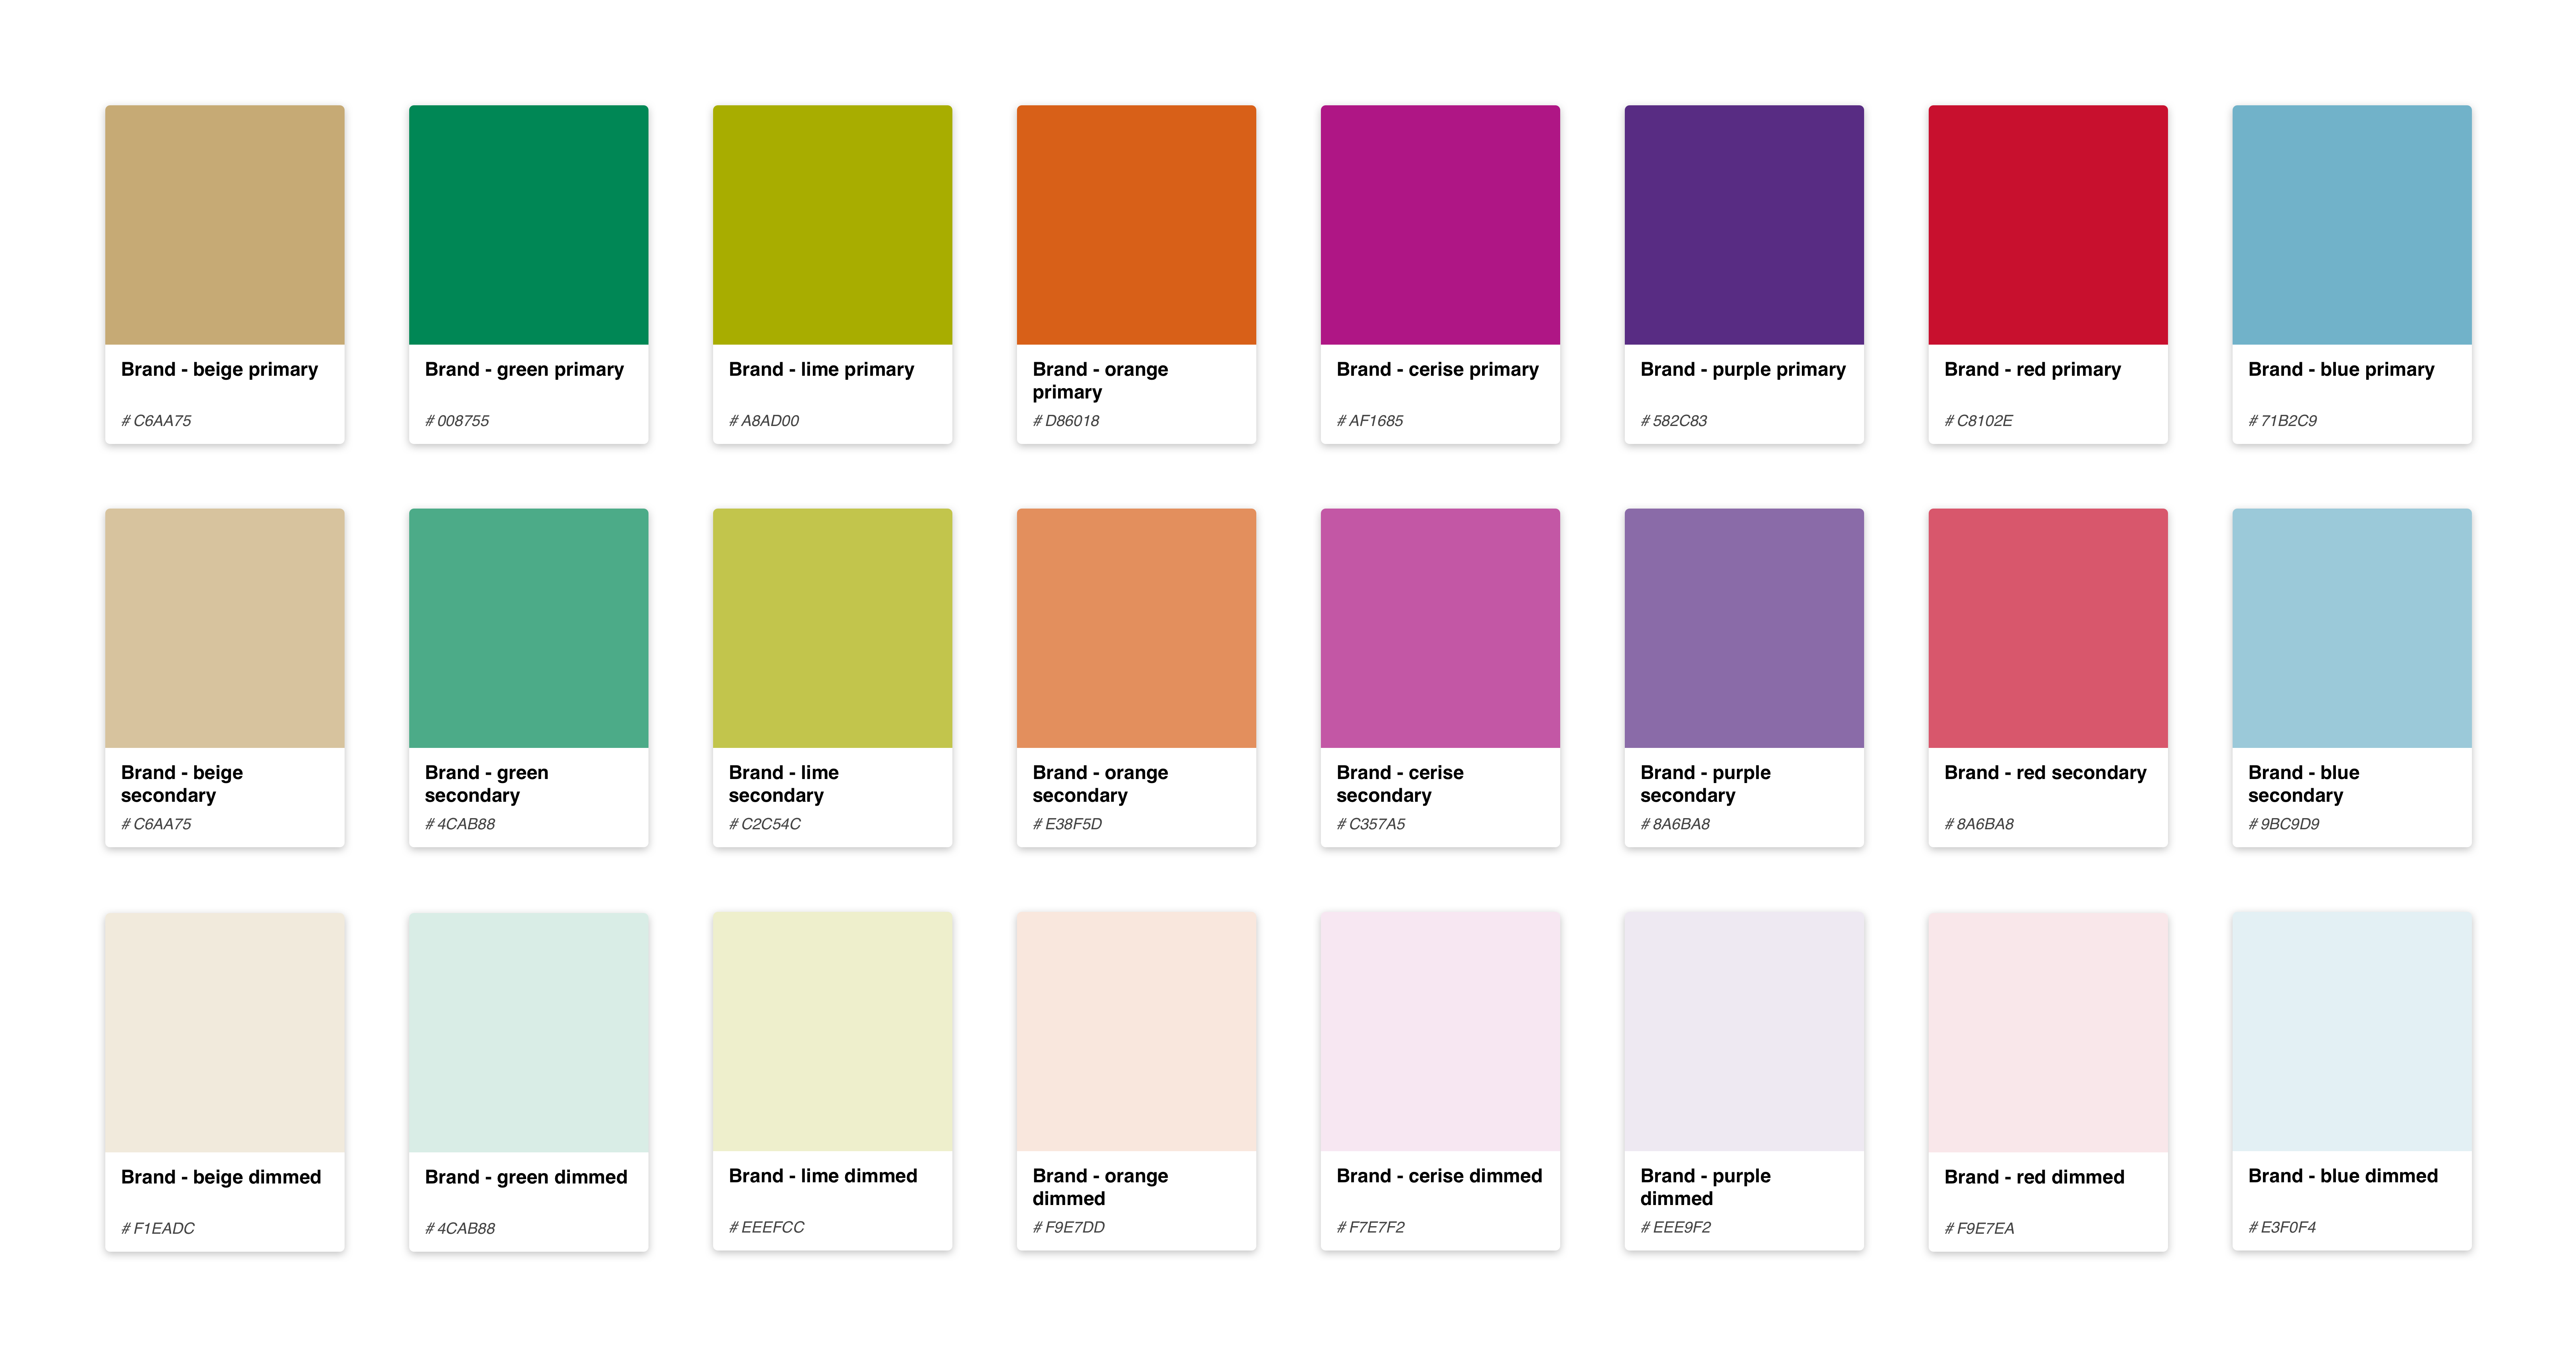 Brand - beige primary
# C6AA75
Brand - green primary
# 008755
Brand - lime primary
# A8AD00
Brand - orange
primary
# D86018
Brand - cerise primary
# AF1685
Brand - purple primary
# 582C83
Brand - red primary
# C8102E
Brand - blue primary
# 71B2C9
Brand - beige
secondary
# C6AA75
Brand - green
secondary
# 4CAB88
Brand - lime
secondary
# C2C54C
Brand - orange
secondary
# E38F5D
Brand - cerise
secondary
# C357A5
Brand - purple
secondary
# 8A6BA8
Brand - red secondary
# 8A6BA8
Brand - blue
secondary
# 9BC9D9
Brand - beige dimmed
# F1EADC
Brand - green dimmed
# 4CAB88
Brand - lime dimmed
# EEEFCC
Brand - orange
dimmed
# F9E7DD
Brand - cerise dimmed
# F7E7F2
Brand - purple
dimmed
# EEE9F2
Brand - red dimmed
# F9E7EA
Brand - blue dimmed
# E3F0F4